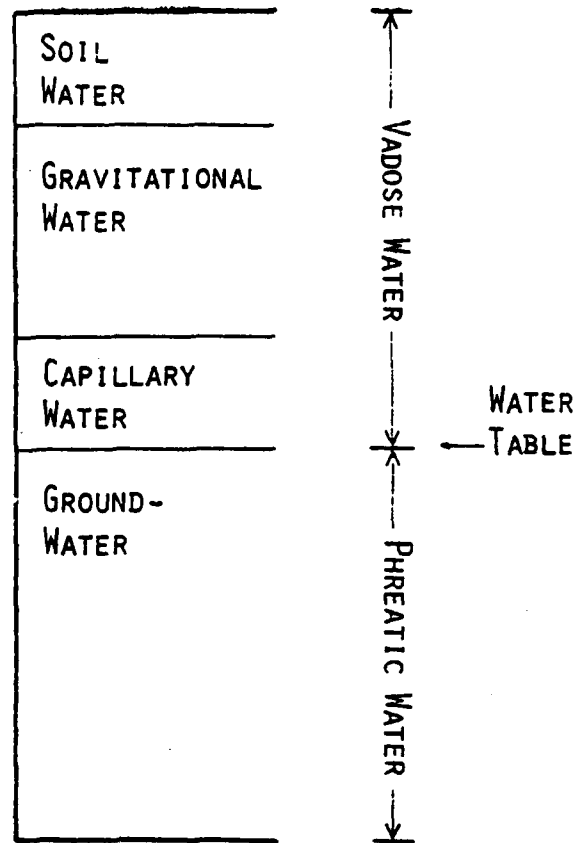 SOIL
WATER
GRAVITATIONAL
WATER
CAPILLARY
WATER
GROUND-
WATER
VADOSE WATER
WATER
TABLE
PHREATIC WATER